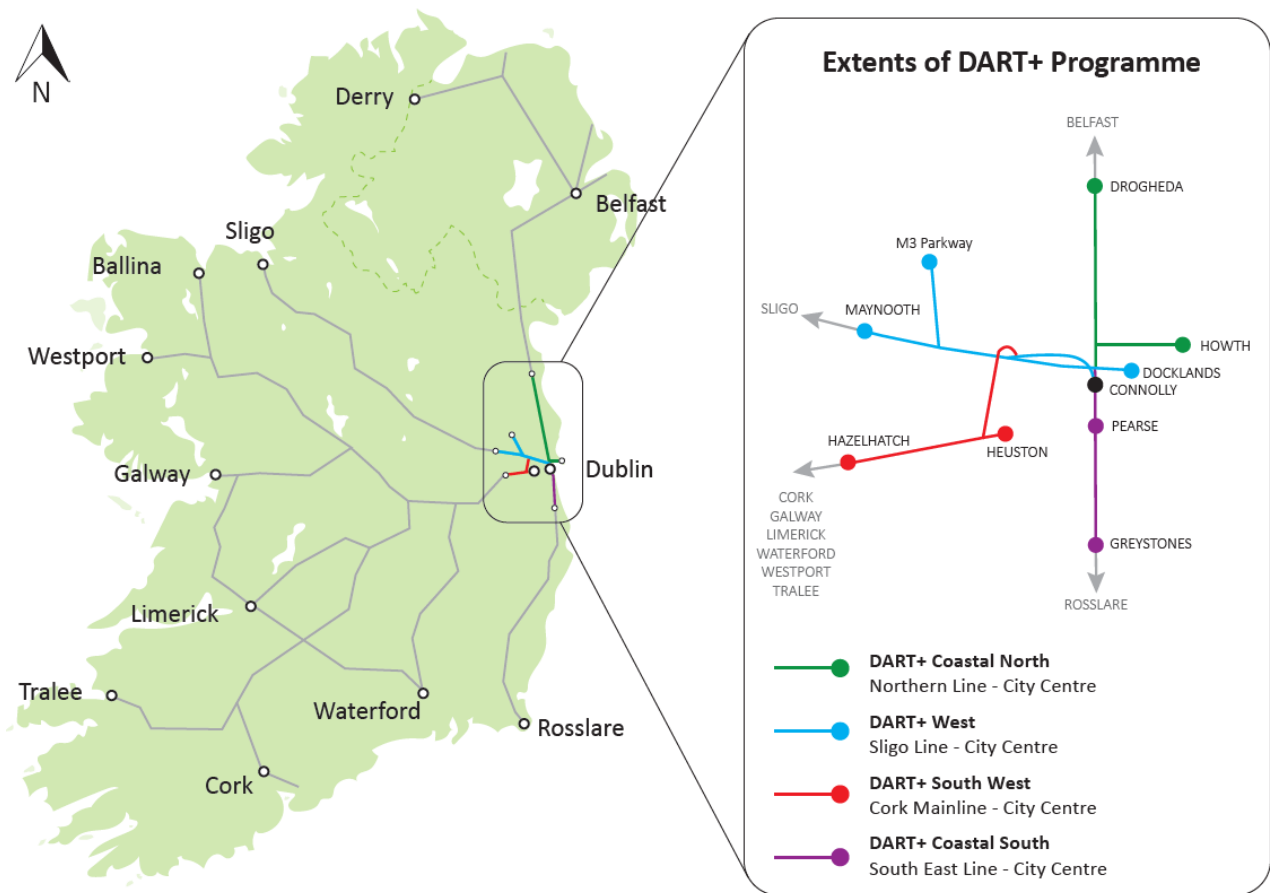 N
Derry
Belfast
Sligo
Ballina
Westport
Galway
Dublin
Limerick
Tralee
Waterford
Rosslare
Cork
Extents of DART+ Programme
BELFAST
DROGHEDA
M3 Parkway
SLIGO
MAYNOOTH
HOWTH
DOCKLANDS
CONNOLLY
PEARSE
HAZELHATCH
HEUSTON
CORK
GALWAY
LIMERICK
WATERFORD
WESTPORT
TRALEE
GREYSTONES
ROSSLARE
DART+ Coastal North
Northern Line - City Centre
DART+ West
Sligo Line - City Centre
DART+ South West
Cork Mainline - City Centre
DART+ Coastal South
South East Line - City Centre